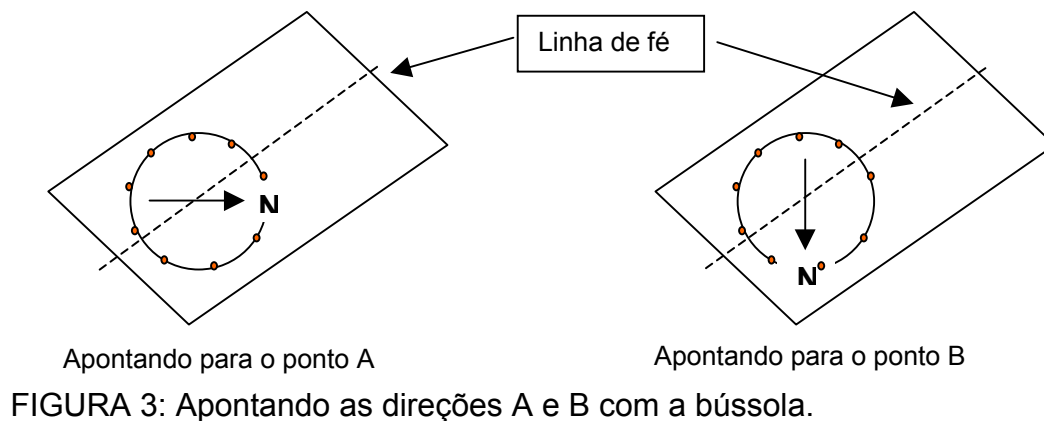 Linha de fé
N
N
Apontando para o ponto A
Apontando para o ponto B
FIGURA 3: Apontando as direções A e B com a bússola.